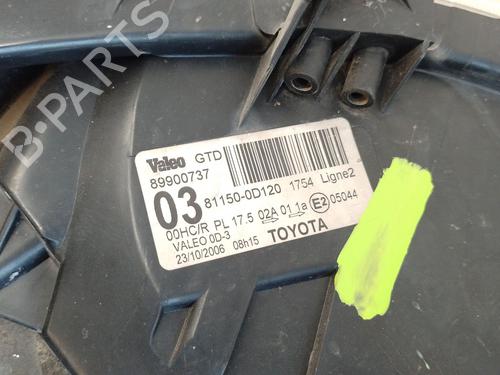 B-PARTS
Valeo GTD
89900737
03 81150-0D120 1754 Ligne2
00HC/R PL 17.5 02A 01 1a E2 05044
VALEO 0D-3
23/10/2006 08h15 TOYOTA